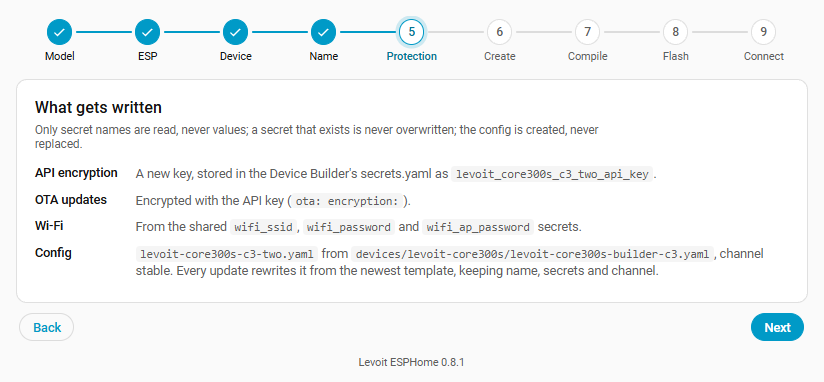 5 6 7 8 9
Model ESP Device Name Protection Create Compile Flash Connect
What gets written
Only secret names are read, never values; a secret that exists is never overwritten; the config is created, never
replaced.
API encryption A new key, stored in the Device Builder's secrets.yaml as levoit_core300s_c3_two_api_key.
OTA updates Encrypted with the API key (ota: encryption:).
Wi-Fi From the shared wifi_ssid, wifi_password and wifi_ap_password secrets.
Config levoit-core300s-c3-two.yaml from devices/levoit-core300s/levoit-core300s-builder-c3.yaml, channel
stable. Every update rewrites it from the newest template, keeping name, secrets and channel.
Back Next
Levoit ESPHome 0.8.1